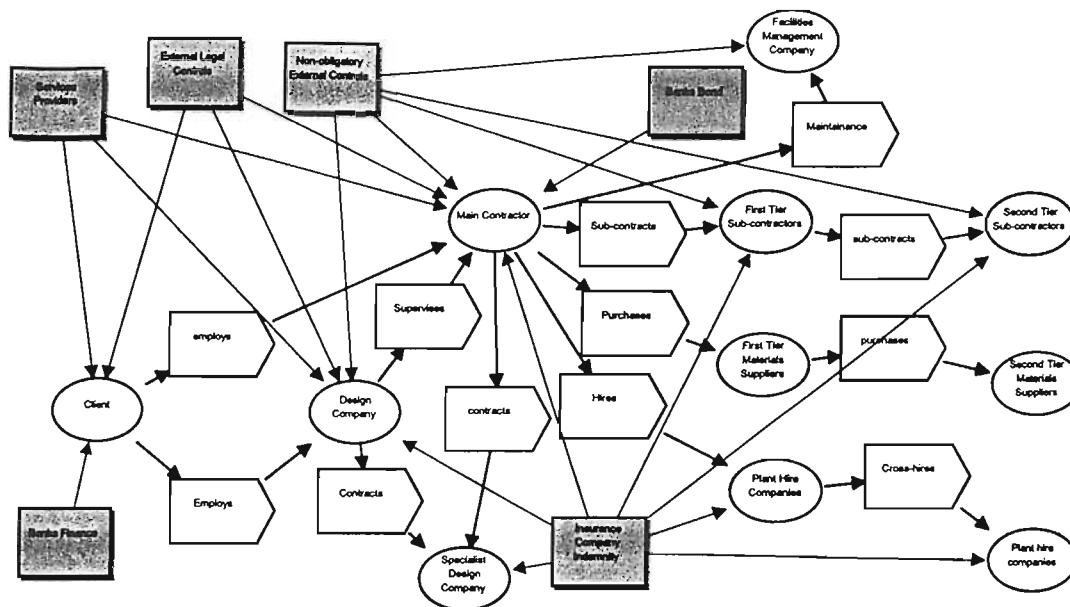 Facilities
Management
Company
External Legal
Controls
Non-obligatory
External Controls
Services
Providers
Banks Bond
Maintainance
Main Contractor
Sub-contracts
First Tier
Sub-contractors
sub-contracts
Second Tier
Sub-contractors
employs
Supervises
Purchases
First Tier
Materials
Suppliers
purchases
Second Tier
Materials
Suppliers
Client
Design
Company
contracts
Hires
Employs
Contracts
Plant Hire
Companies
Cross-hires
Banks Finance
Insurance
Company
Indemnity
Specialist
Design
Company
Plant hire
companies